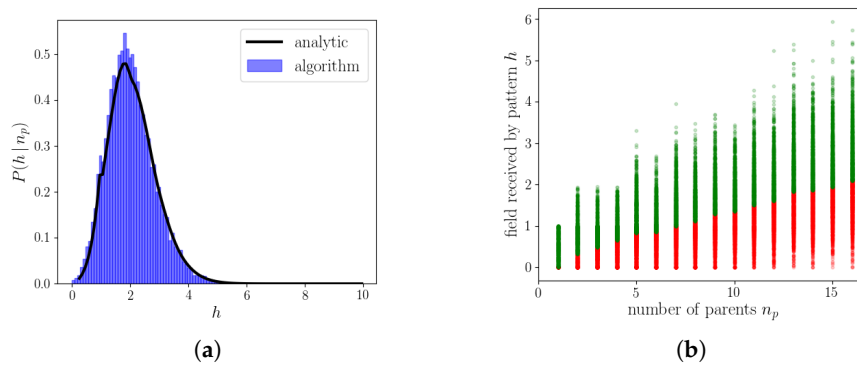 analytic
algorithm
P(h | n_p)
0.5
0.4
0.3
0.2
0.1
0.0
0 2 4 6 8 10
h
(a)
field received by pattern h
6
5
4
3
2
1
0
0 5 10 15
number of parents n_p
(b)